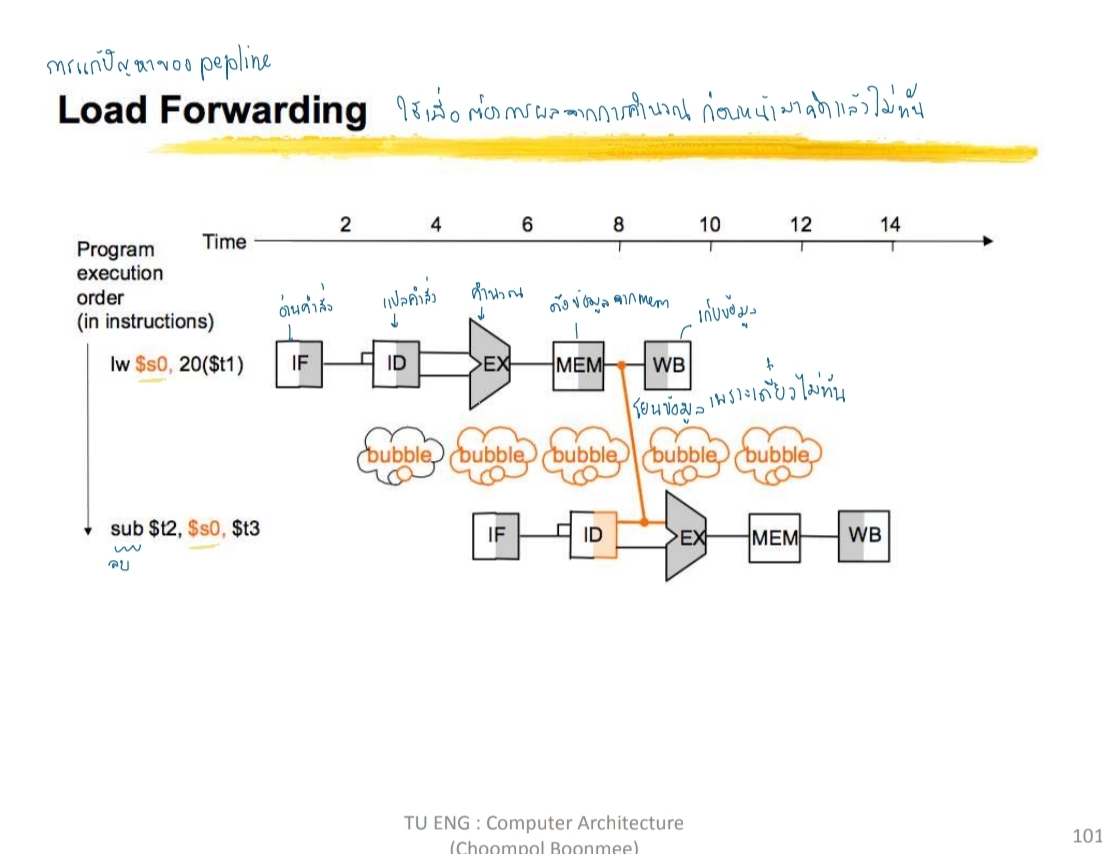 การแก้ปัญหาของ pepline
Load Forwarding ใช้เมื่อต้องการผลจากการคำนวณ ก่อนหน้ามาคิดแล้วไม่ทัน
2 4 6 8 10 12 14
Time
Program
execution
order
(in instructions)
อ่านคำสั่ง แปลคำสั่ง คำนวณ ดึงข้อมูลจากmem เก็บข้อมูล
lw $s0, 20($t1) IF ID EX MEM WB
โยนข้อมูล เพราะเดี๋ยวไม่ทัน
bubble bubble bubble bubble bubble
sub $t2, $s0, $t3 IF ID EX MEM WB
ลบ
TU ENG : Computer Architecture
(Choompol Boonmee)
101